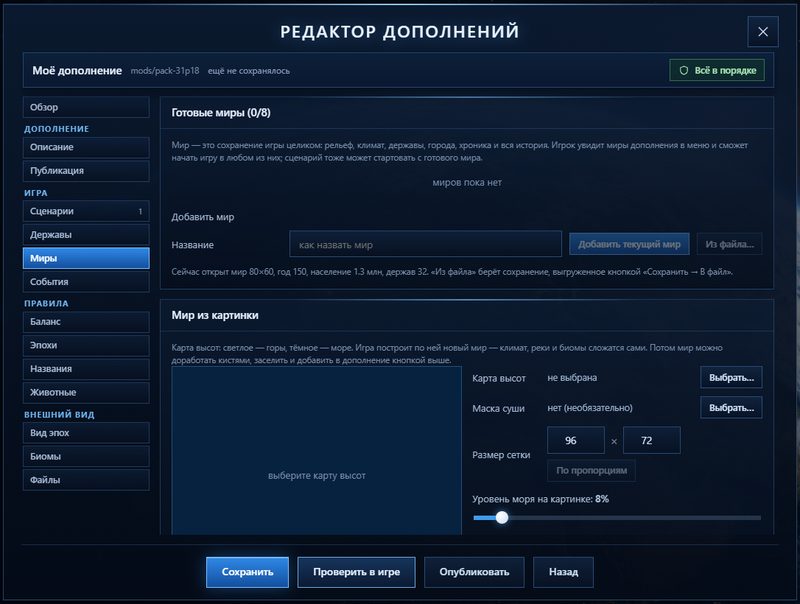 РЕДАКТОР ДОПОЛНЕНИЙ
Моё дополнение mods/pack-31p18 ещё не сохранялось
Всё в порядке
Обзор
ДОПОЛНЕНИЕ
Описание
Публикация
ИГРА
Сценарии 1
Державы
Миры
События
ПРАВИЛА
Баланс
Эпохи
Названия
Животные
ВНЕШНИЙ ВИД
Вид эпох
Биомы
Файлы
Готовые миры (0/8)
Мир — это сохранение игры целиком: рельеф, климат, державы, города, хроника и вся история. Игрок увидит миры дополнения в меню и сможет
начать игру в любом из них; сценарий тоже может стартовать с готового мира.
миров пока нет
Добавить мир
Название как назвать мир Добавить текущий мир Из файла...
Сейчас открыт мир 80×60, год 150, население 1.3 млн, держав 32. «Из файла» берёт сохранение, выгруженное кнопкой «Сохранить → В файл».
Мир из картинки
Карта высот: светлое — горы, тёмное — море. Игра построит по ней новый мир — климат, реки и биомы сложатся сами. Потом мир можно
доработать кистями, заселить и добавить в дополнение кнопкой выше.
выберите карту высот
Карта высот не выбрана Выбрать...
Маска суши нет (необязательно) Выбрать...
Размер сетки 96 × 72
По пропорциям
Уровень моря на картинке: 8%
Сохранить
Проверить в игре
Опубликовать
Назад